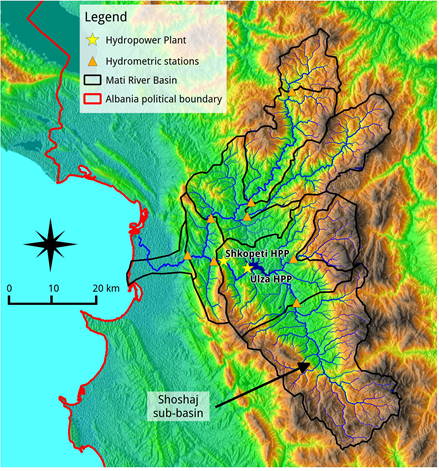 Legend
Hydropower Plant
Hydrometric stations
Mati River Basin
Albania political boundary
Shkopeti HPP
Ulza HPP
0 10 20 km
Shoshaj
sub-basin